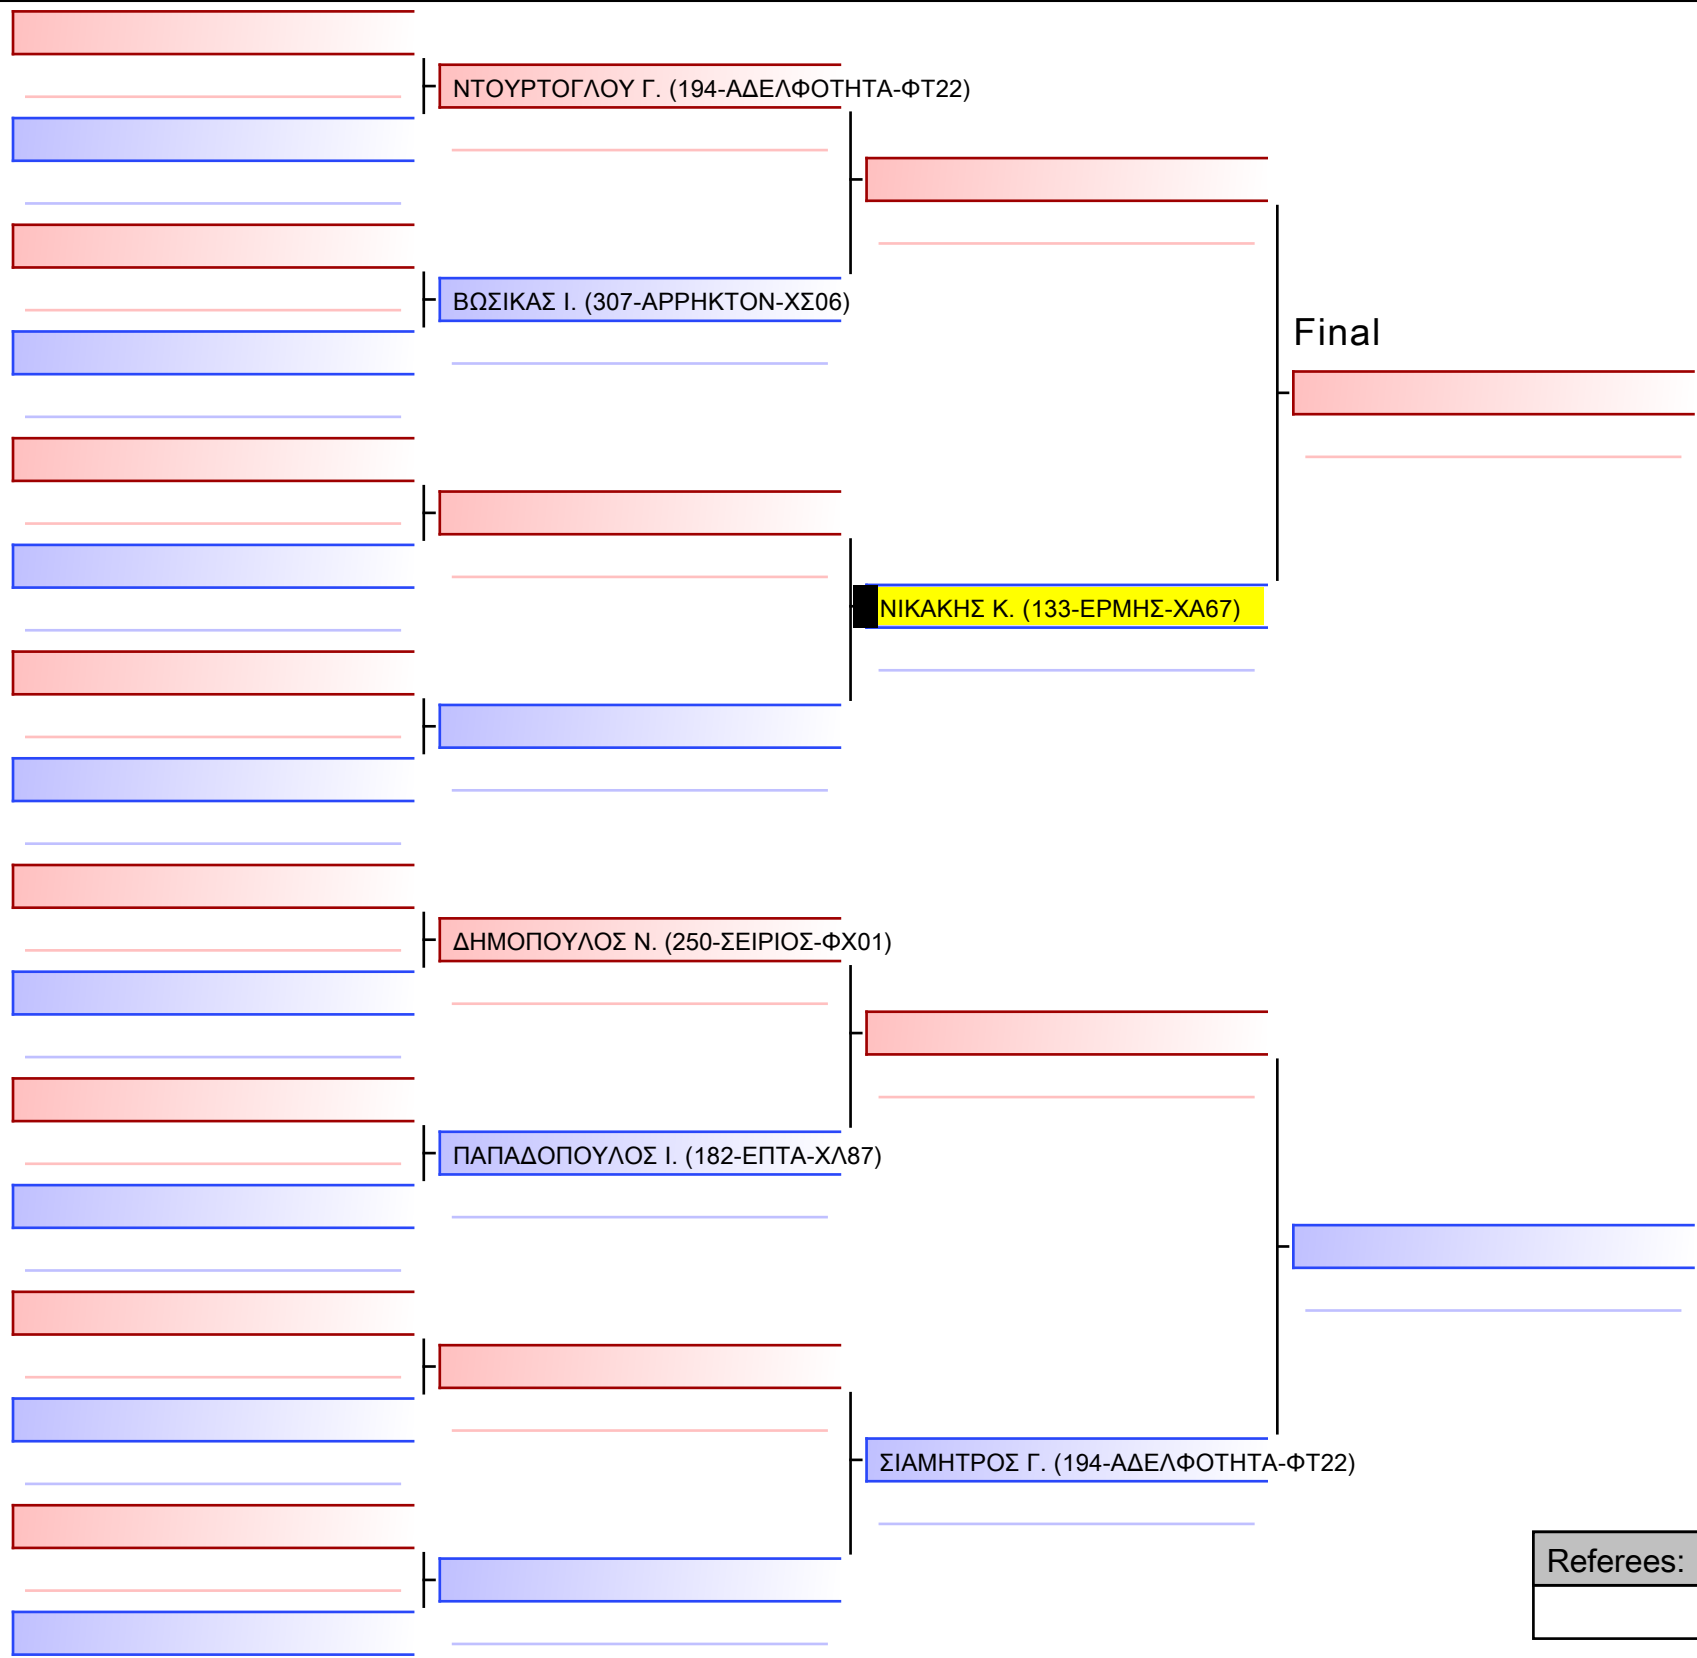 ΝΤΟΥΡΤΟΓΛΟΥ Γ. (194-ΑΔΕΛΦΟΤΗΤΑ-ΦΤ22)
ΒΩΣΙΚΑΣ Ι. (307-ΑΡΡΗΚΤΟΝ-ΧΣ06)
Final
ΝΙΚΑΚΗΣ Κ. (133-ΕΡΜΗΣ-ΧΑ67)
ΔΗΜΟΠΟΥΛΟΣ Ν. (250-ΣΕΙΡΙΟΣ-ΦΧ01)
ΠΑΠΑΔΟΠΟΥΛΟΣ Ι. (182-ΕΠΤΑ-ΧΛ87)
ΣΙΑΜΗΤΡΟΣ Γ. (194-ΑΔΕΛΦΟΤΗΤΑ-ΦΤ22)
Referees: